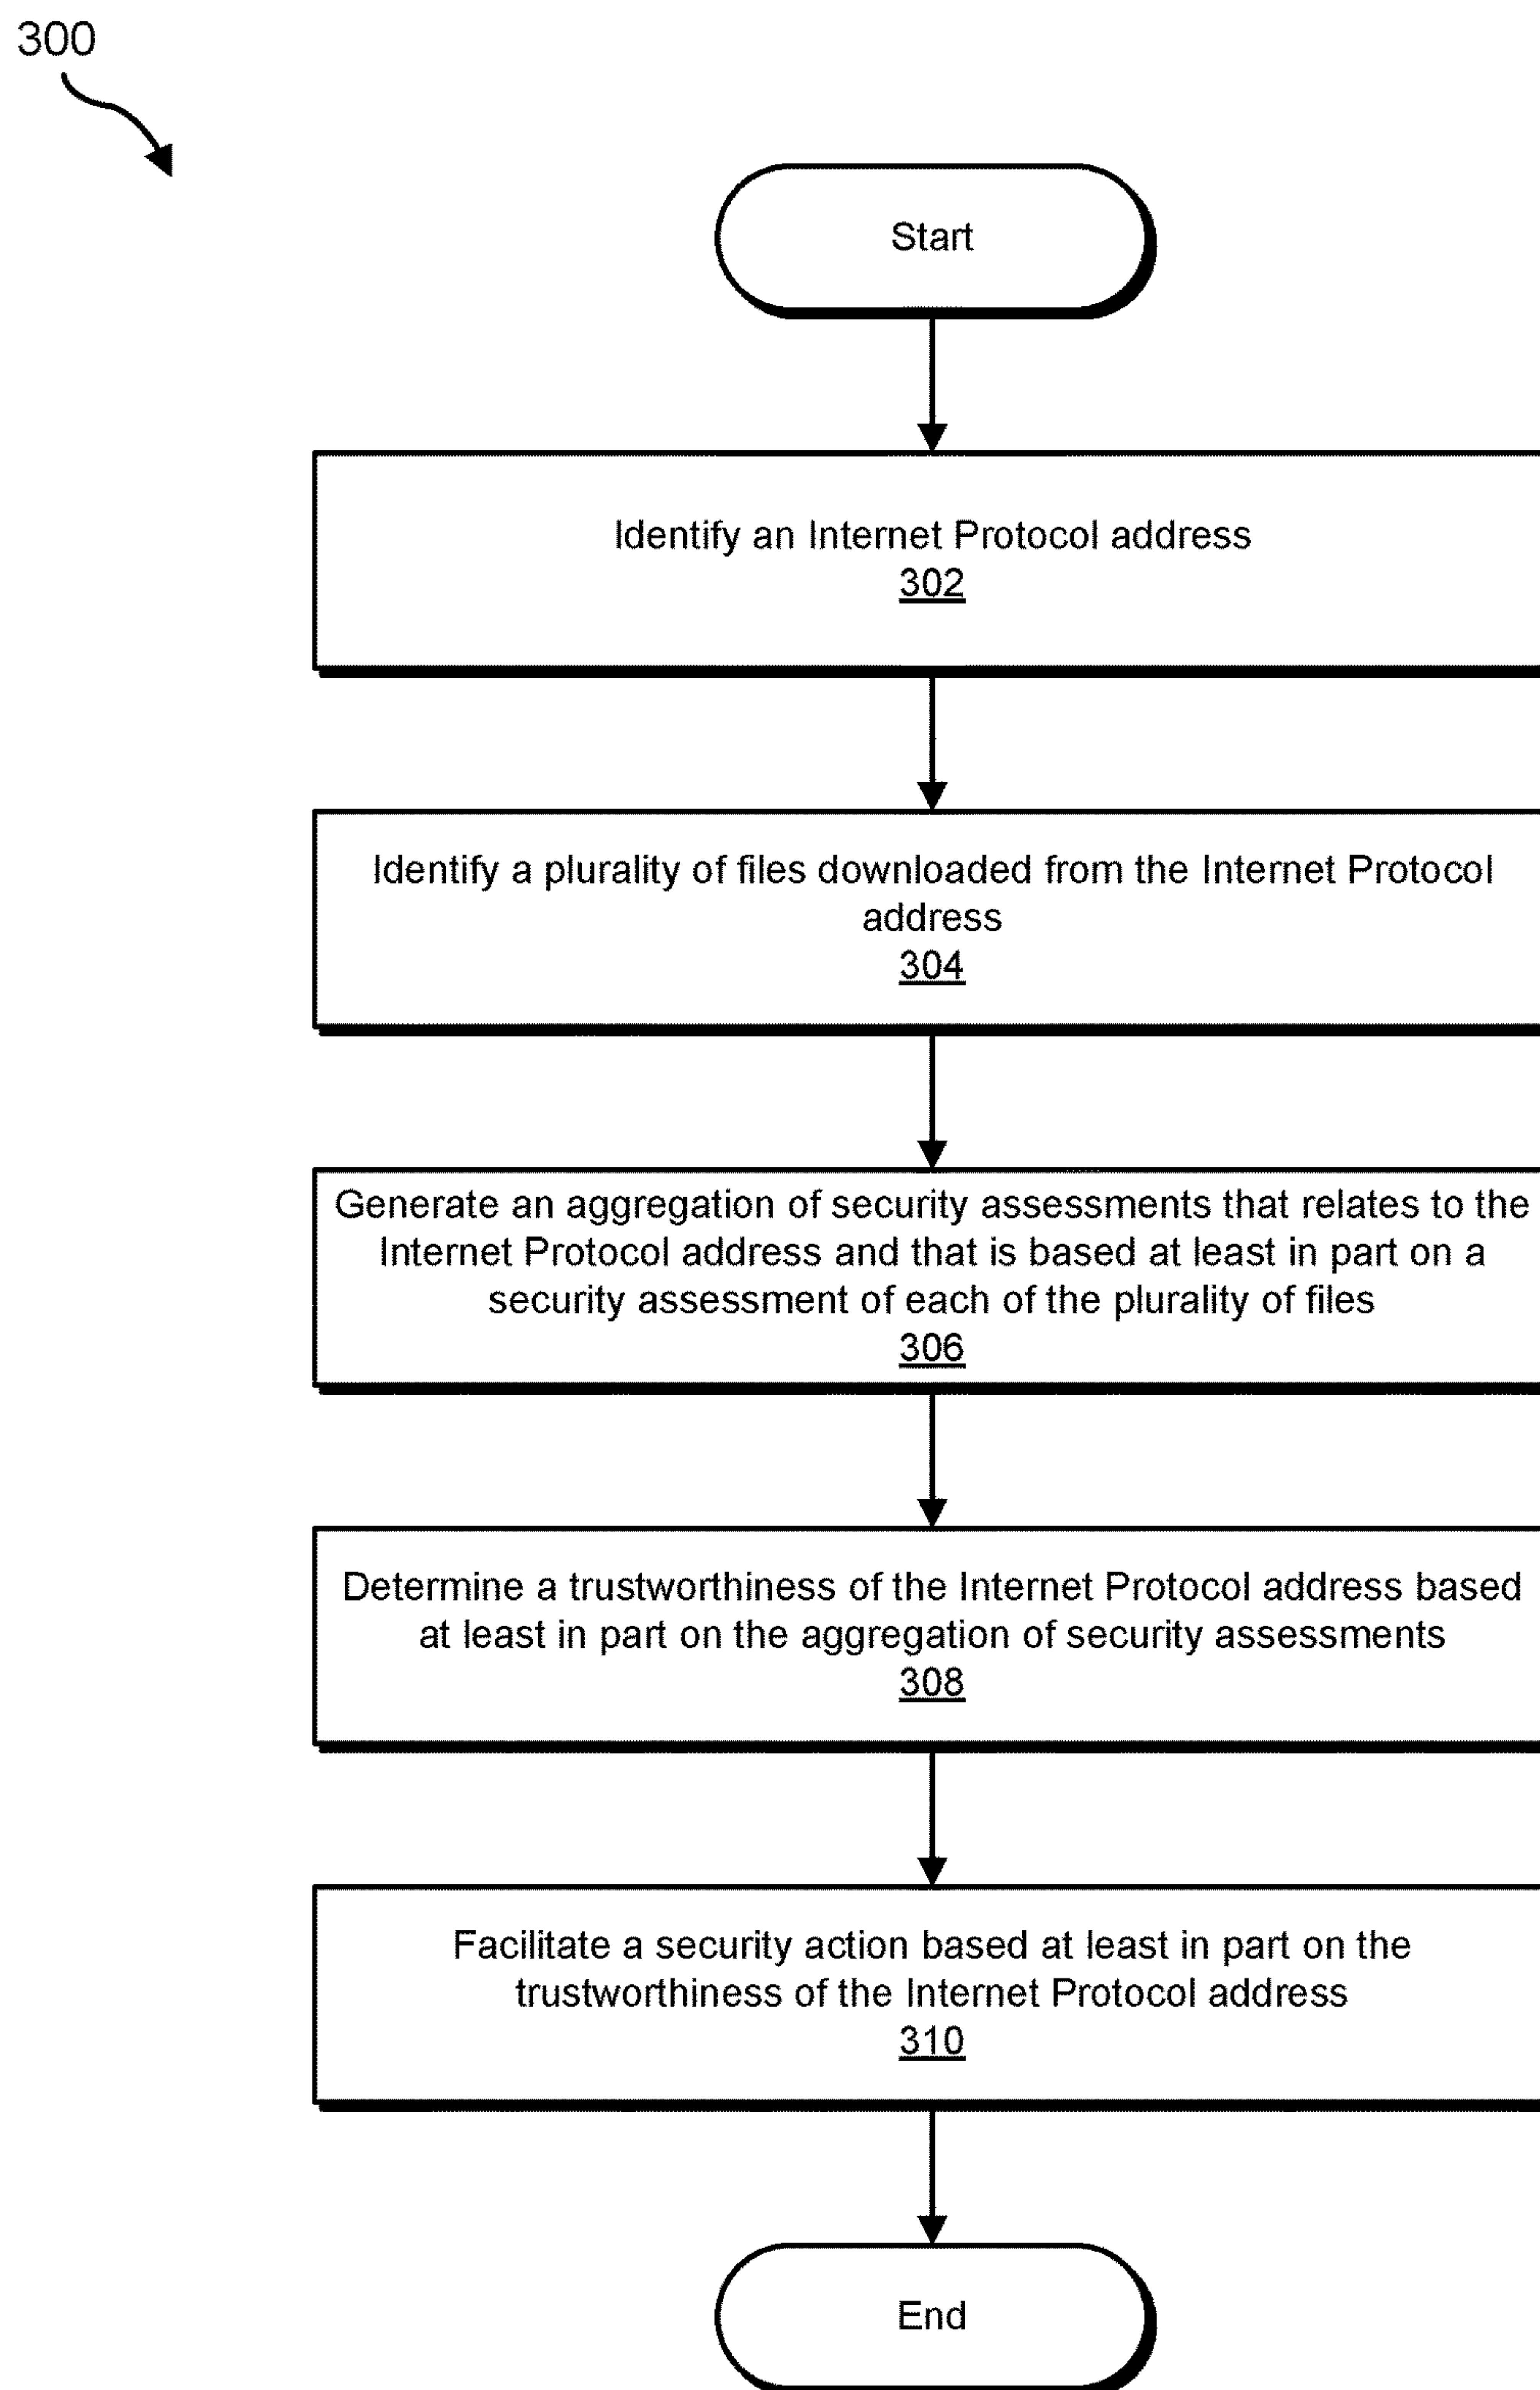 300
Start
Identify an Internet Protocol address
302
Identify a plurality of files downloaded from the Internet Protocol
address
304
Generate an aggregation of security assessments that relates to the
Internet Protocol address and that is based at least in part on a
security assessment of each of the plurality of files
306
Determine a trustworthiness of the Internet Protocol address based
at least in part on the aggregation of security assessments
308
Facilitate a security action based at least in part on the
trustworthiness of the Internet Protocol address
310
End